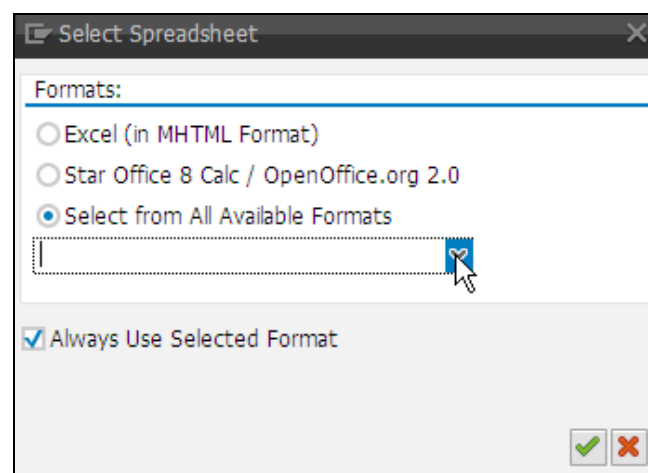 Select Spreadsheet
Formats:
Excel (in MHTML Format)
Star Office 8 Calc / OpenOffice.org 2.0
Select from All Available Formats
Always Use Selected Format